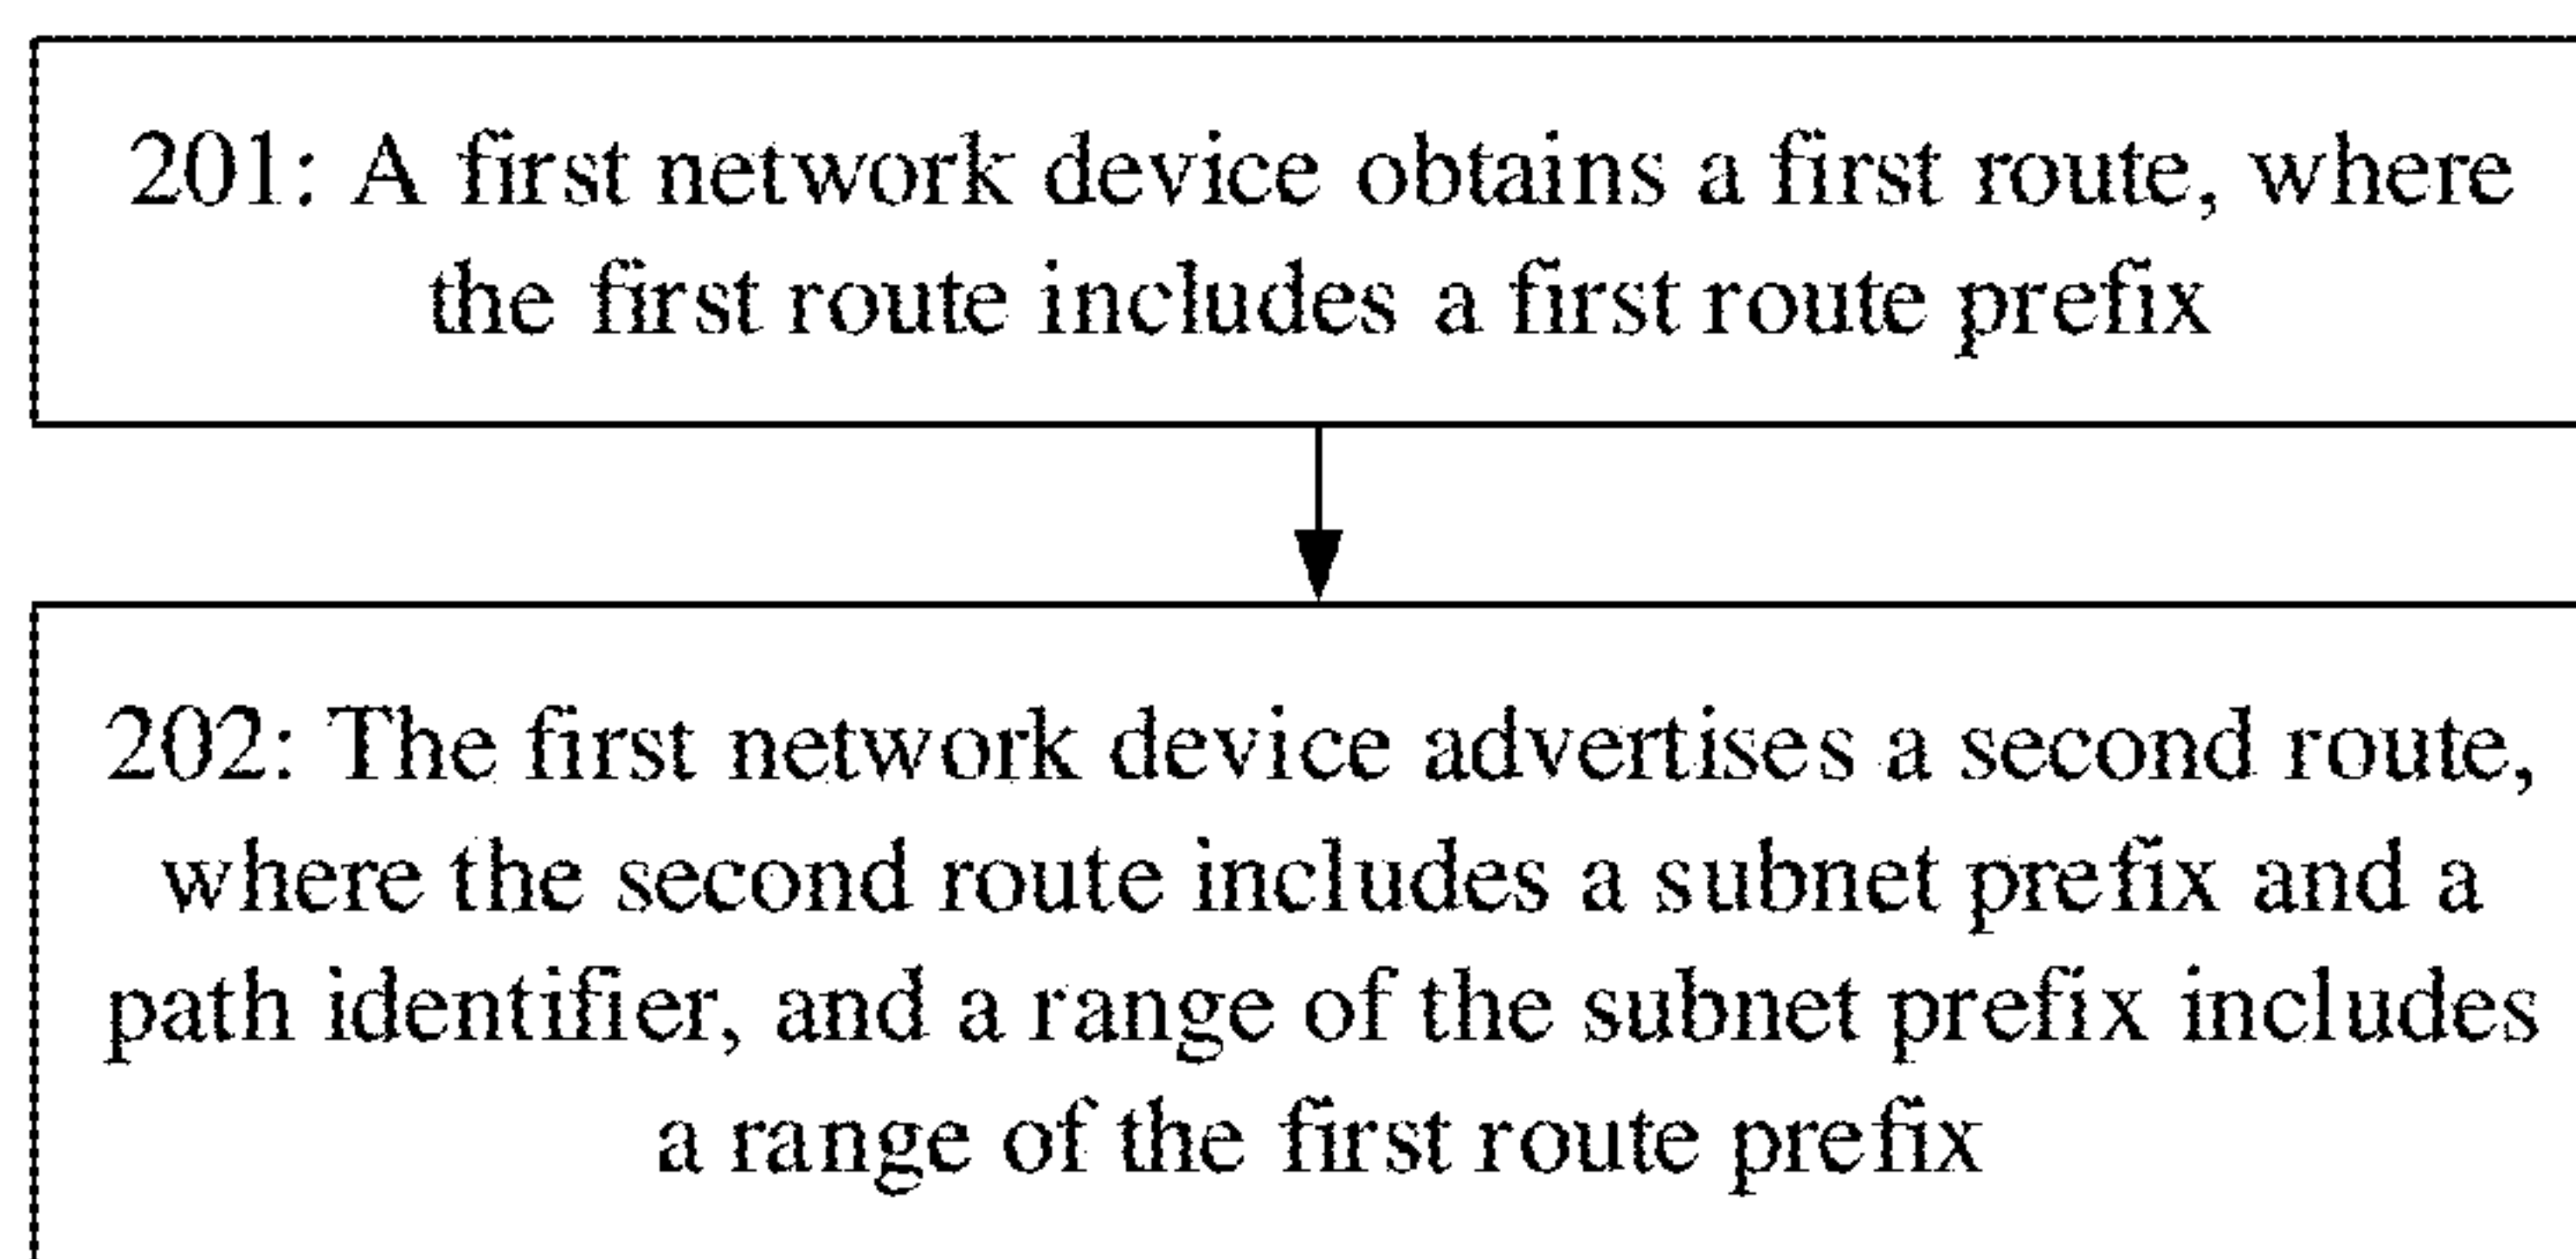 201: A first network device obtains a first route, where
the first route includes a first route prefix
202: The first network device advertises a second route,
where the second route includes a subnet prefix and a
path identifier, and a range of the subnet prefix includes
a range of the first route prefix